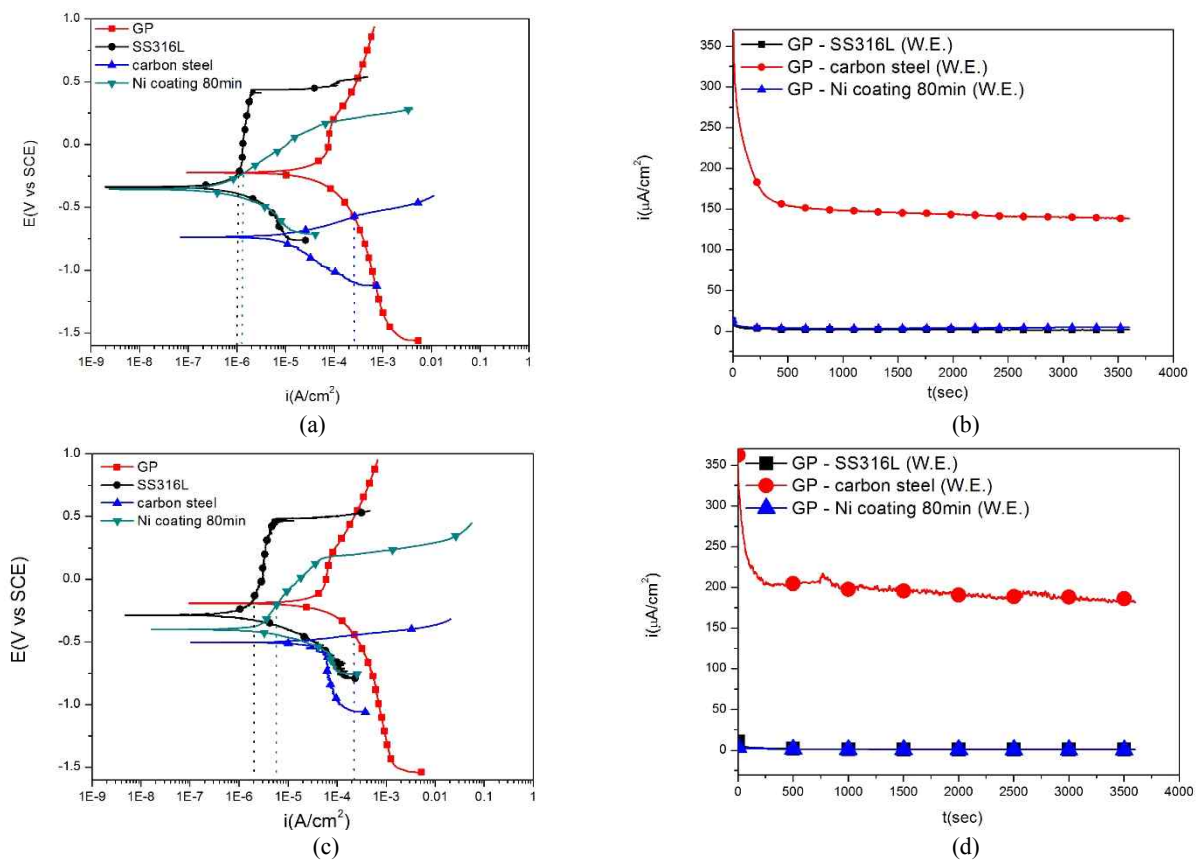 GP
SS316L
carbon steel
Ni coating 80min
1.0
0.5
0.0
-0.5
-1.0
-1.5
E(V vs SCE)
1E-9 1E-8 1E-7 1E-6 1E-5 1E-4 1E-3 0.01 0.1 1
i(A/cm²)
(a)
GP - SS316L (W.E.)
GP - carbon steel (W.E.)
GP - Ni coating 80min (W.E.)
350
300
250
200
150
100
50
0
i(μA/cm²)
0 500 1000 1500 2000 2500 3000 3500 4000
t(sec)
(b)
GP
SS316L
carbon steel
Ni coating 80min
1.0
0.5
0.0
-0.5
-1.0
-1.5
E(V vs SCE)
1E-9 1E-8 1E-7 1E-6 1E-5 1E-4 1E-3 0.01 0.1 1
i(A/cm²)
(c)
GP - SS316L (W.E.)
GP - carbon steel (W.E.)
GP - Ni coating 80min (W.E.)
350
300
250
200
150
100
50
0
i(μA/cm²)
0 500 1000 1500 2000 2500 3000 3500 4000
t(sec)
(d)